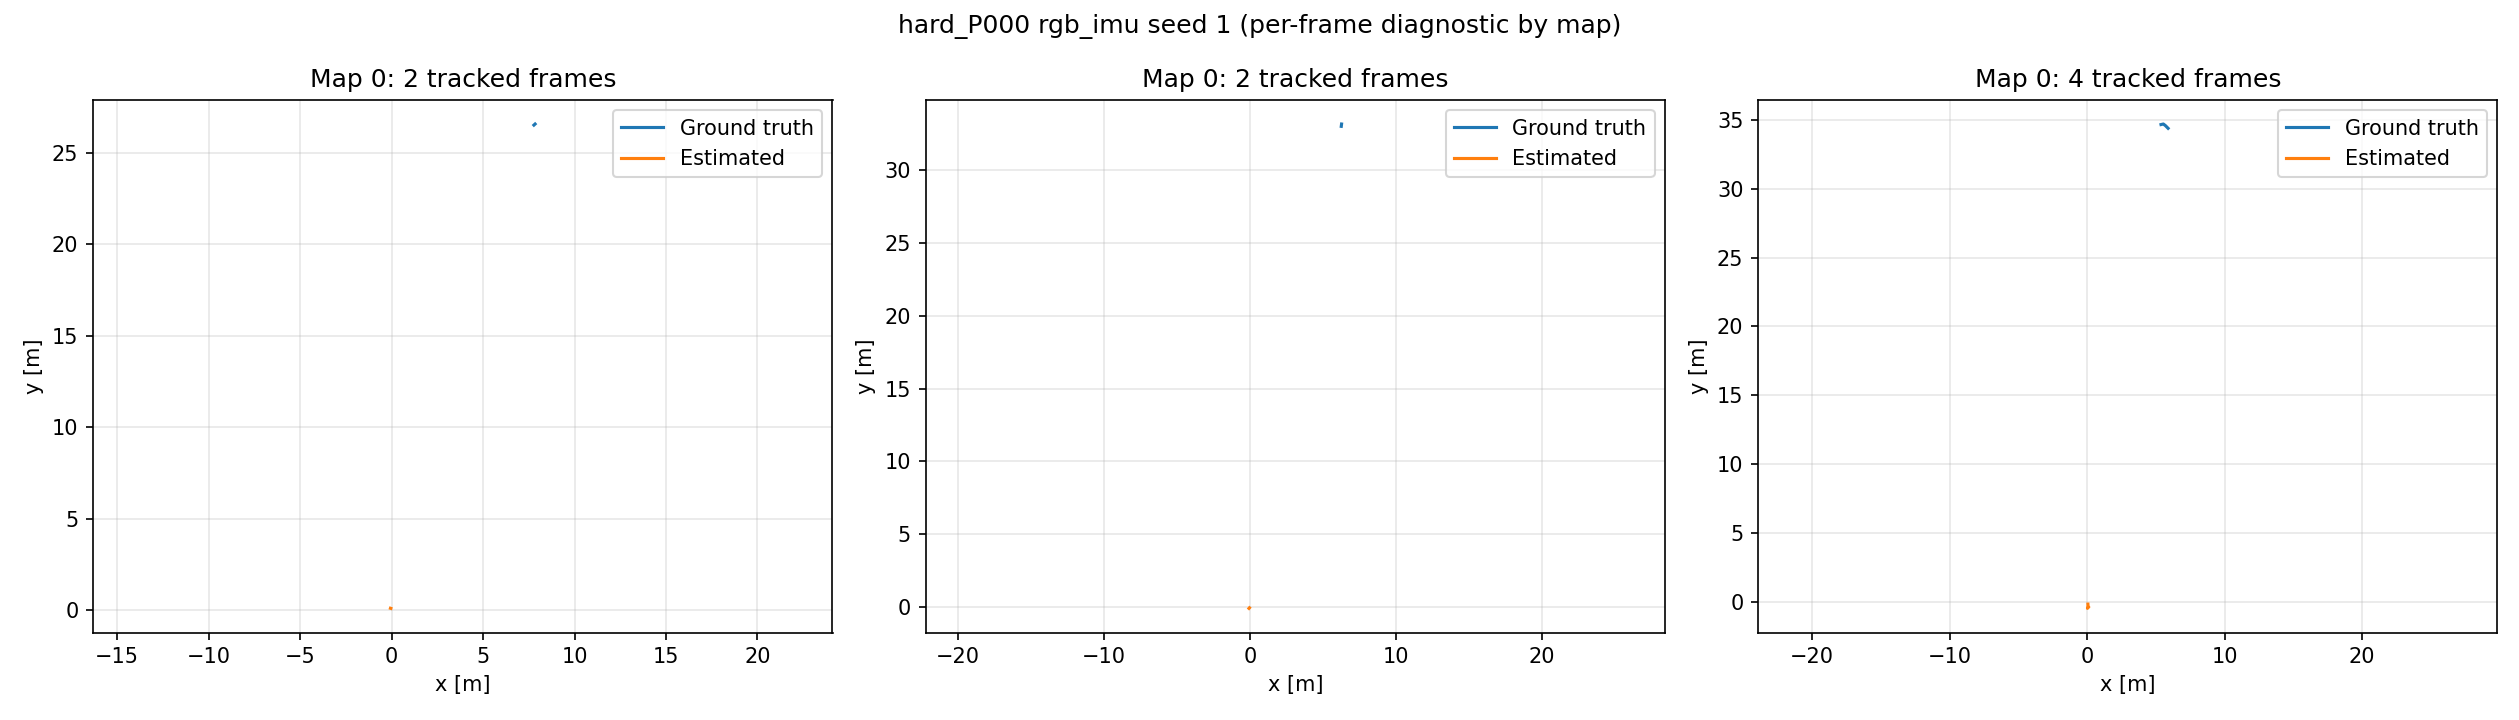 hard_P000 rgb_imu seed 1 (per-frame diagnostic by map)
Map 0: 2 tracked frames
Ground truth
Estimated
25
20
15
10
5
0
y [m]
−15 −10 −5 0 5 10 15 20
x [m]
Map 0: 2 tracked frames
Ground truth
Estimated
30
25
20
15
10
5
0
y [m]
−20 −10 0 10 20
x [m]
Map 0: 4 tracked frames
Ground truth
Estimated
35
30
25
20
15
10
5
0
y [m]
−20 −10 0 10 20
x [m]